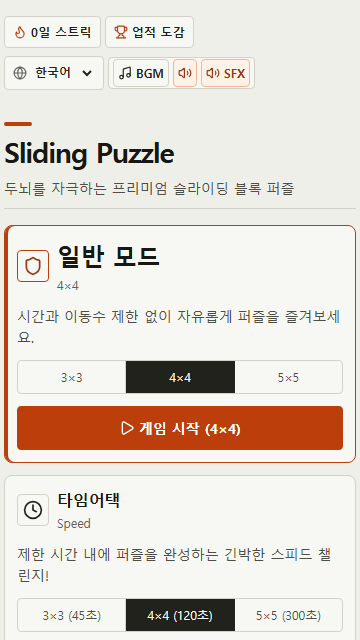 0일 스트릭
업적 도감
한국어
BGM
SFX
Sliding Puzzle
두뇌를 자극하는 프리미엄 슬라이딩 블록 퍼즐
일반 모드
4×4
시간과 이동수 제한 없이 자유롭게 퍼즐을 즐겨보세
요.
3×3
4×4
5×5
게임 시작 (4×4)
타임어택
Speed
제한 시간 내에 퍼즐을 완성하는 긴박한 스피드 챌
린지!
3×3 (45초)
4×4 (120초)
5×5 (300초)